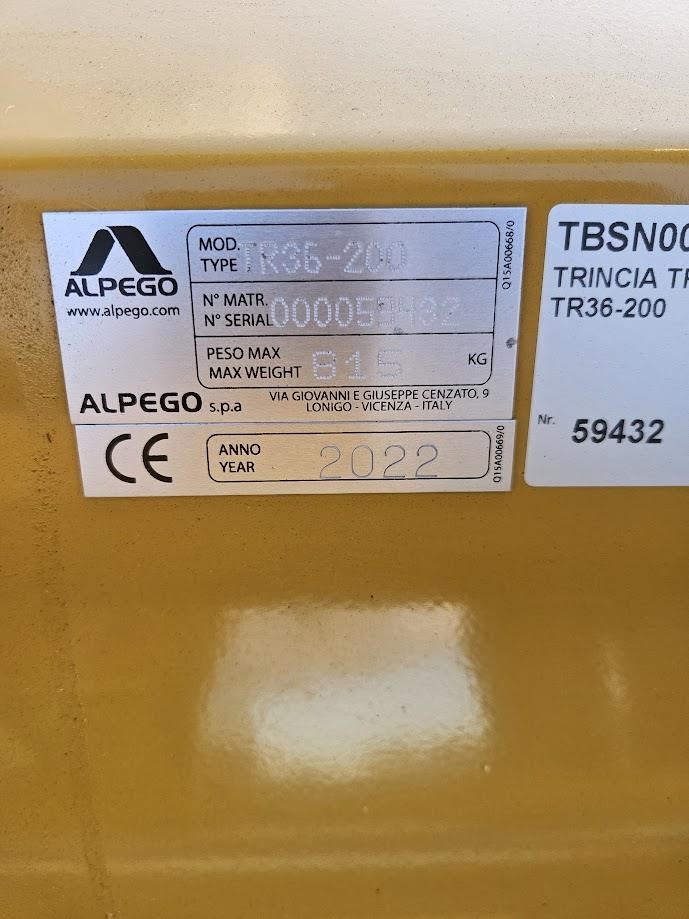 ALPEGO
www.alpego.com
MOD.
TYPE TR36-200
N° MATR.
N° SERIAL 000059432
PESO MAX
MAX WEIGHT 815 KG
Q15A00668/0
ALPEGO s.p.a
VIA GIOVANNI E GIUSEPPE CENZATO, 9
LONIGO - VICENZA - ITALY
CE
ANNO
YEAR 2022
Q15A00669/0
TBSN00
TRINCIA TR
TR36-200
Nr. 59432